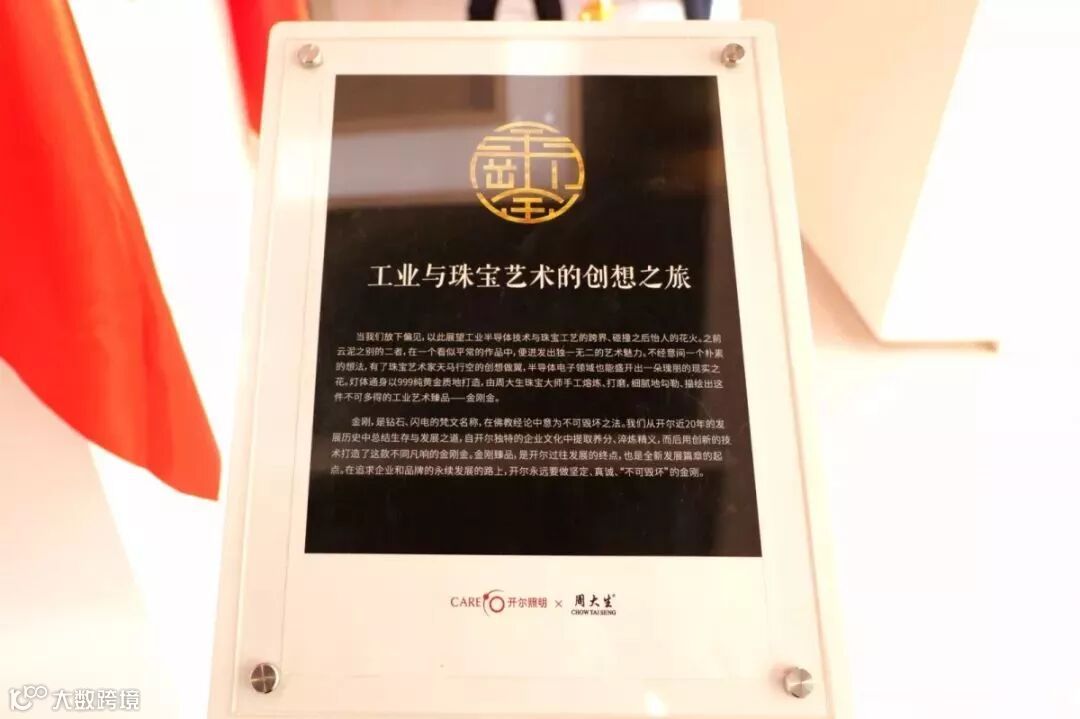 工业与珠宝艺术的创想之旅
当我们放下偏见,以此展望工业半导体技术与珠宝工艺的跨界、碰撞之后怡人的花火。之前
云泥之别的二者,在一个看似平常的作品中,便迸发出独一无二的艺术魅力。不经意间一个朴素
的想法,有了珠宝艺术家天马行空的创想做翼,半导体电子领域也能盛开出一朵瑰丽的现实之
花。灯体通身以999纯黄金质地打造,由周大生珠宝大师手工熔炼、打磨,细腻地勾勒、描绘出这
件不可多得的工业艺术臻品——金刚金。
金刚,是钻石、闪电的梵文名称,在佛教经论中意为不可毁坏之法。我们从开尔近20年的发
展历史中总结生存与发展之道,自开尔独特的企业文化中提取养分、淬炼精义,而后用创新的技
术打造了这款不同凡响的金刚金。金刚臻品,是开尔过往发展的终点,也是全新发展篇章的起
点。在追求企业和品牌的永续发展的路上,开尔永远要做坚定、真诚、“不可毁坏”的金刚。
CARE 开尔照明 × 周大生®
CHOW TAI SENG
大数跨境